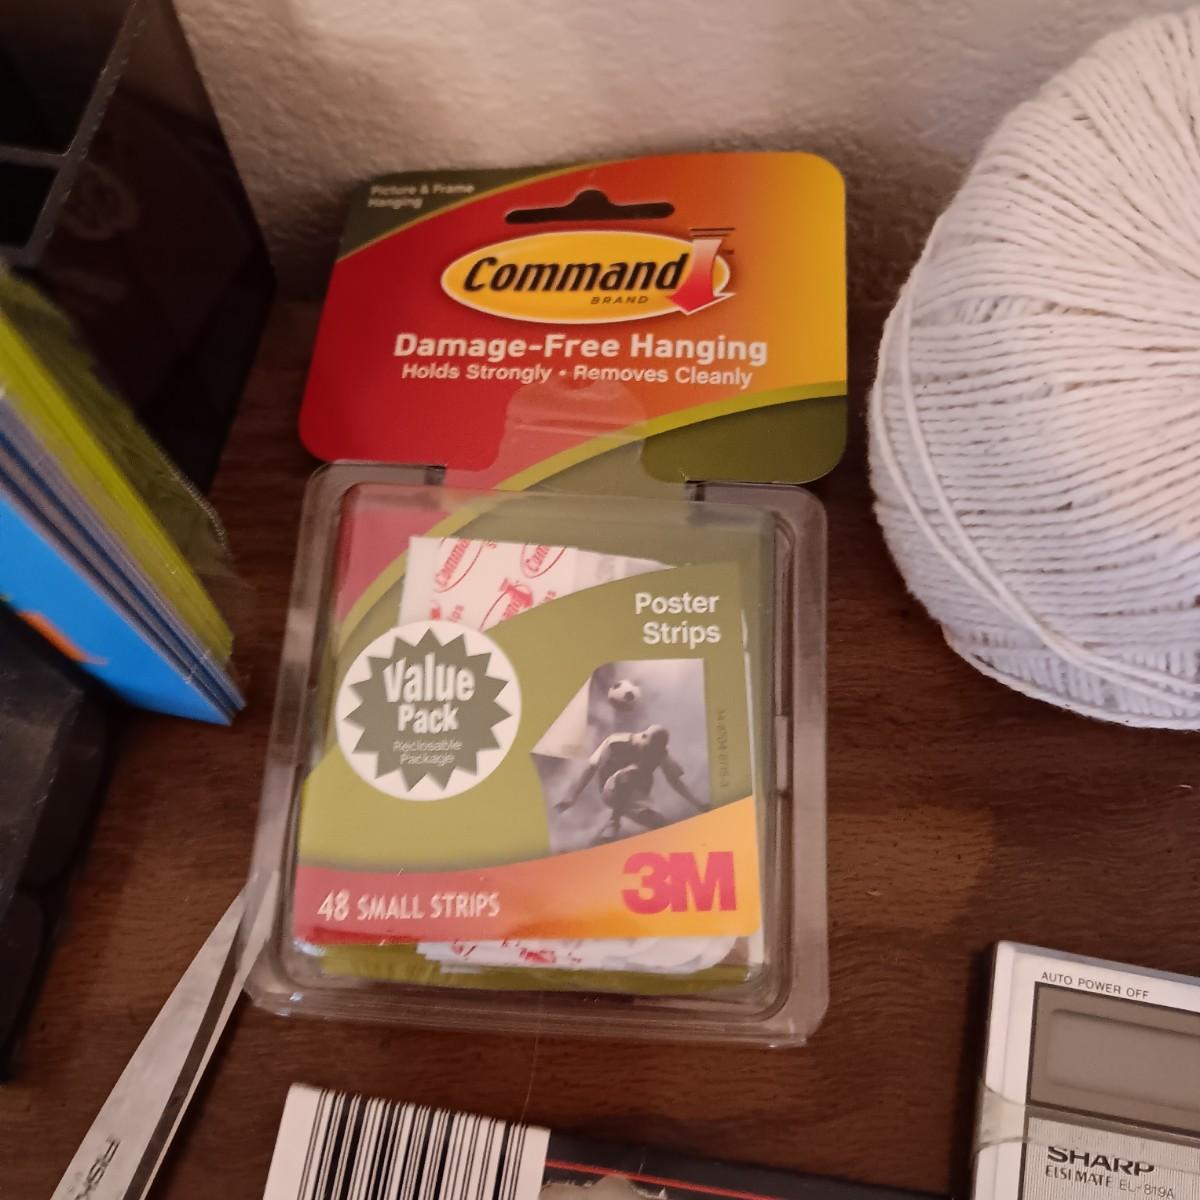 Picture & Frame
Hanging
Command
BRAND
Damage-Free Hanging
Holds Strongly • Removes Cleanly
Poster
Strips
Value
Pack
Reclosable
Package
48 SMALL STRIPS
3M
AUTO POWER OFF
SHARP
ELSI MATE EL-819A